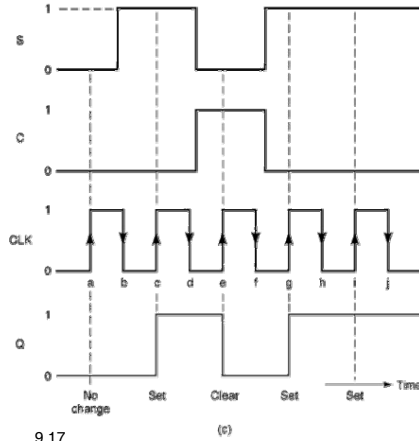 1
S
0
1
C
0
1
CLK
0
a b c d e f g h i j
1
Q
0
No change Set Clear Set Set Time
(c)
9.17